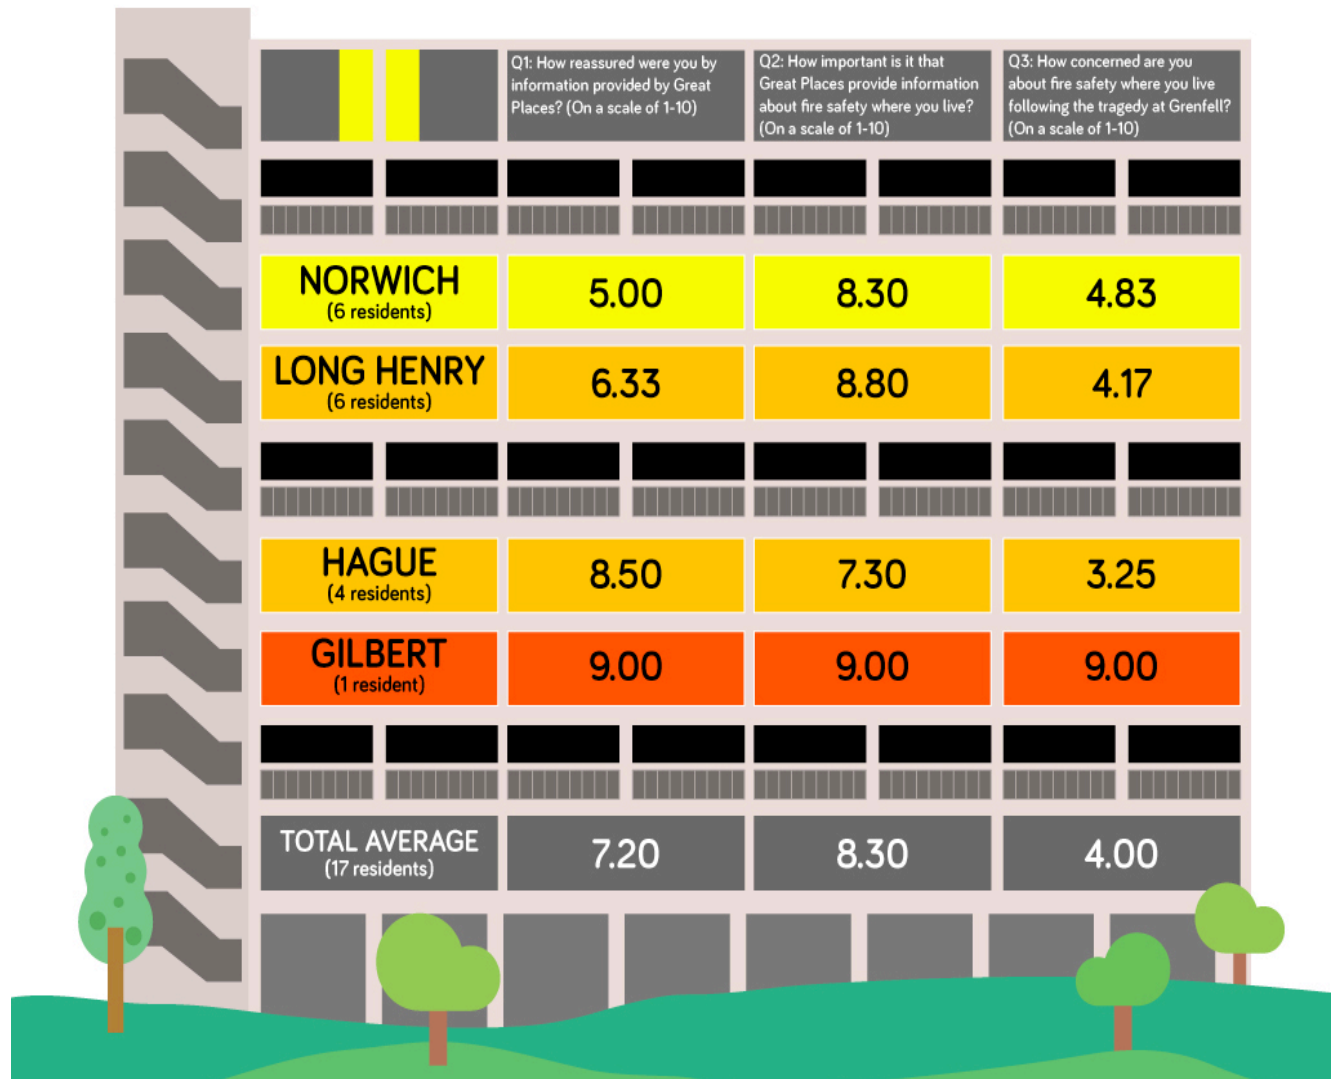 Q1: How reassured were you by
information provided by Great
Places? (On a scale of 1-10)
Q2: How important is it that
Great Places provide information
about fire safety where you live?
(On a scale of 1-10)
Q3: How concerned are you
about fire safety where you live
following the tragedy at Grenfell?
(On a scale of 1-10)
NORWICH
(6 residents)
5.00
8.30
4.83
LONG HENRY
(6 residents)
6.33
8.80
4.17
HAGUE
(4 residents)
8.50
7.30
3.25
GILBERT
(1 resident)
9.00
9.00
9.00
TOTAL AVERAGE
(17 residents)
7.20
8.30
4.00